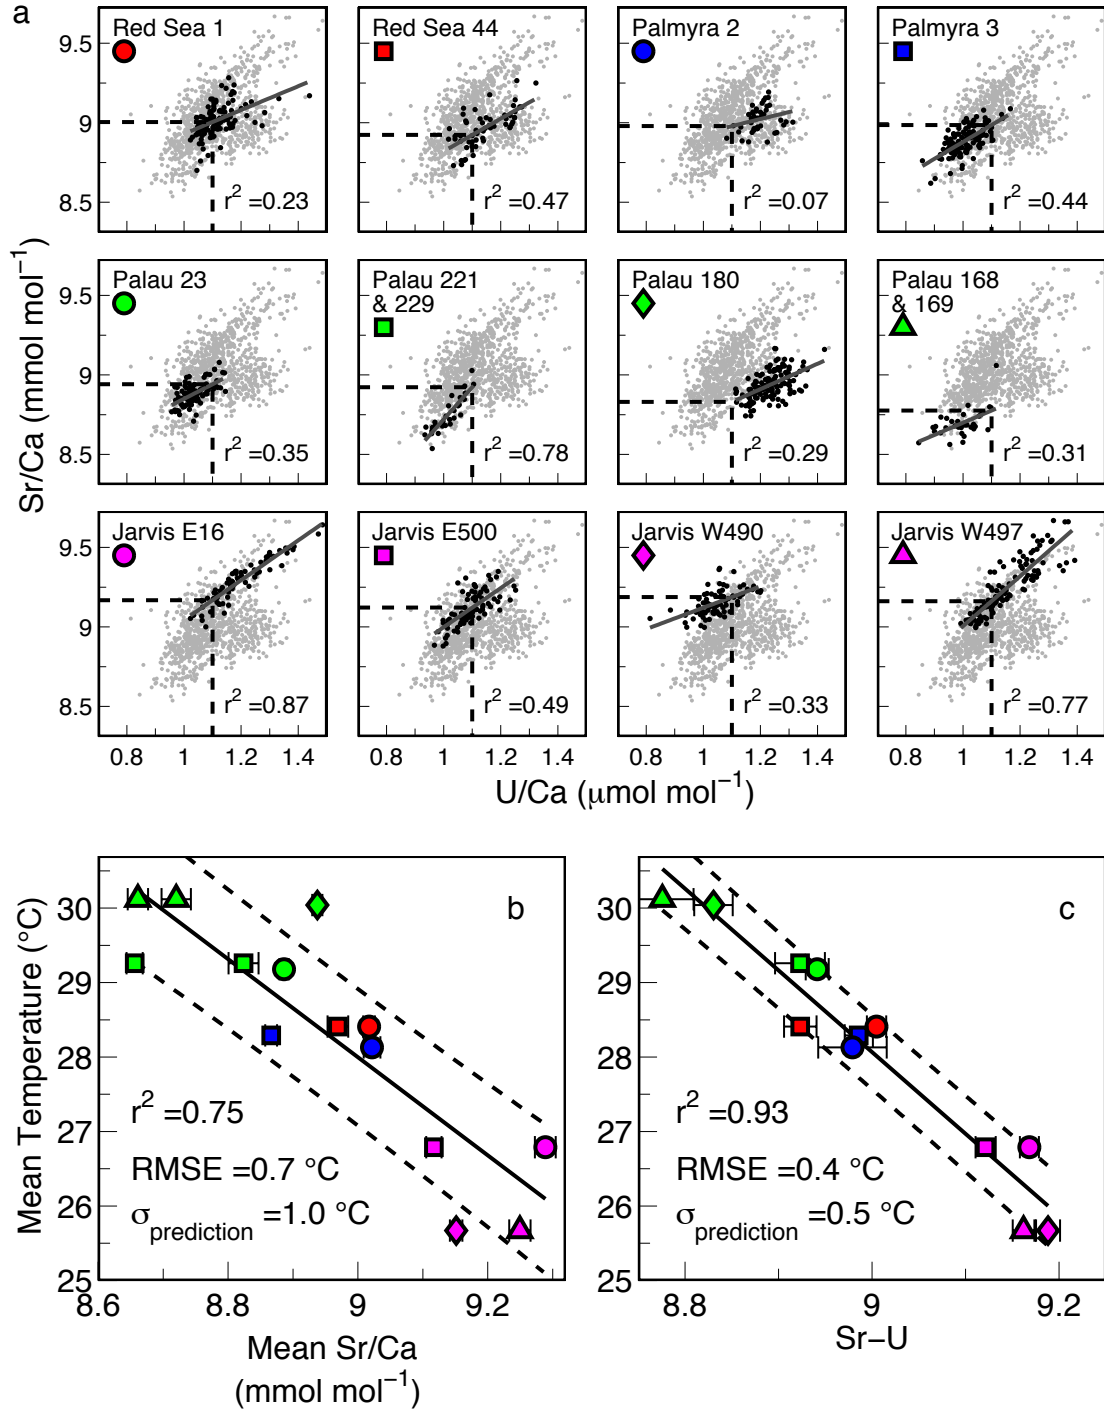 a
Red Sea 1
Red Sea 44
Palmyra 2
Palmyra 3
9.5
9
8.5
r² =0.23
r² =0.47
r² =0.07
r² =0.44
Sr/Ca (mmol mol⁻¹)
Palau 23
Palau 221
& 229
Palau 180
Palau 168
& 169
9.5
9
8.5
r² =0.35
r² =0.78
r² =0.29
r² =0.31
Jarvis E16
Jarvis E500
Jarvis W490
Jarvis W497
9.5
9
8.5
r² =0.87
r² =0.49
r² =0.33
r² =0.77
0.8 1 1.2 1.4
0.8 1 1.2 1.4
0.8 1 1.2 1.4
0.8 1 1.2 1.4
U/Ca (μmol mol⁻¹)
Mean Temperature (°C)
30
29
28
27
26
25
b
r² =0.75
RMSE =0.7 °C
σprediction =1.0 °C
8.6 8.8 9 9.2
Mean Sr/Ca
(mmol mol⁻¹)
30
29
28
27
26
25
c
r² =0.93
RMSE =0.4 °C
σprediction =0.5 °C
8.8 9 9.2
Sr−U